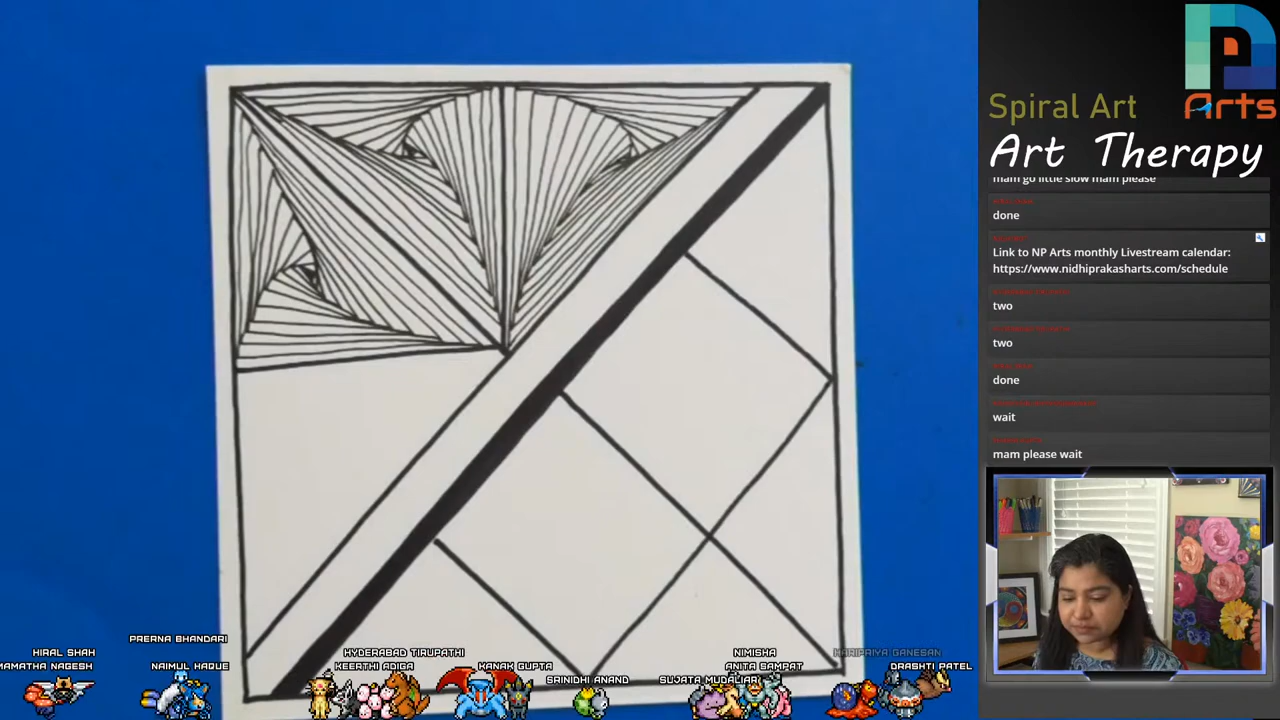 Arts
Spiral Art
Art Therapy
mam go little slow mam please
done
Link to NP Arts monthly Livestream calendar:
https://www.nidhiprakasharts.com/schedule
two
two
done
wait
mam please wait
PRERNA BHANDARI
HIRAL SHAH
HYDERABAD TIRUPATHI
NIMISHA
HARIPRIYA GANESAN
MAMATHA NAGESH
NAIMUL HAQUE
KEERTHI ADIGA
KANAK GUPTA
ANITA SAMPAT
DRASHTI PATEL
SRINIDHI ANAND
SUJATA MUDALIAR